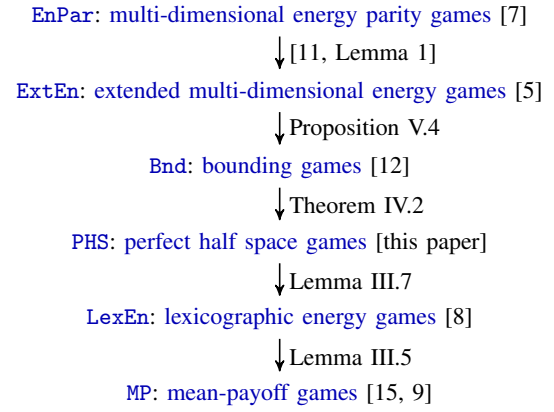 EnPar: multi-dimensional energy parity games [7]
[11, Lemma 1]
ExtEn: extended multi-dimensional energy games [5]
Proposition V.4
Bnd: bounding games [12]
Theorem IV.2
PHS: perfect half space games [this paper]
Lemma III.7
LexEn: lexicographic energy games [8]
Lemma III.5
MP: mean-payoff games [15, 9]